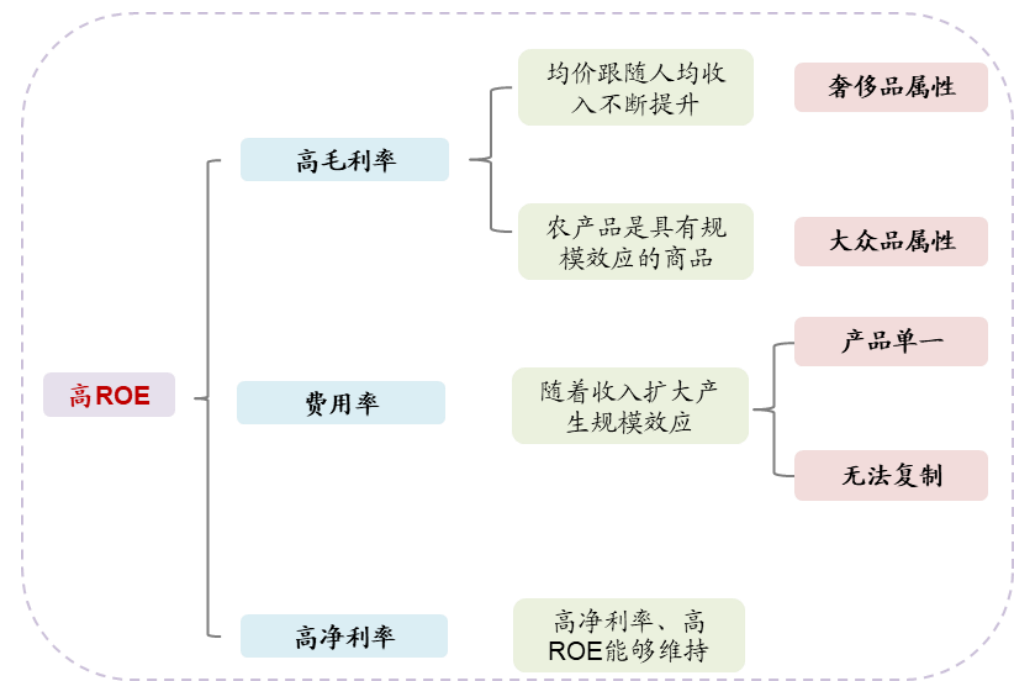 高ROE
高毛利率
均价跟随人均收
入不断提升
奢侈品属性
农产品是具有规
模效应的商品
大众品属性
费用率
随着收入扩大产
生规模效应
产品单一
无法复制
高净利率
高净利率、高
ROE能够维持